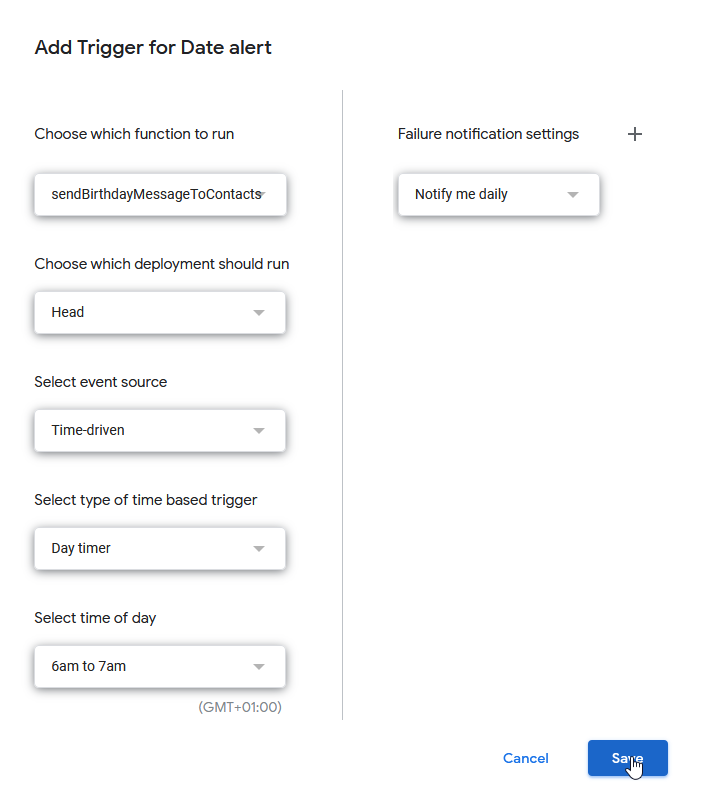 Add Trigger for Date alert
Choose which function to run
sendBirthdayMessageToContacts
Choose which deployment should run
Head
Select event source
Time-driven
Select type of time based trigger
Day timer
Select time of day
6am to 7am
(GMT+01:00)
Failure notification settings
Notify me daily
Cancel
Save